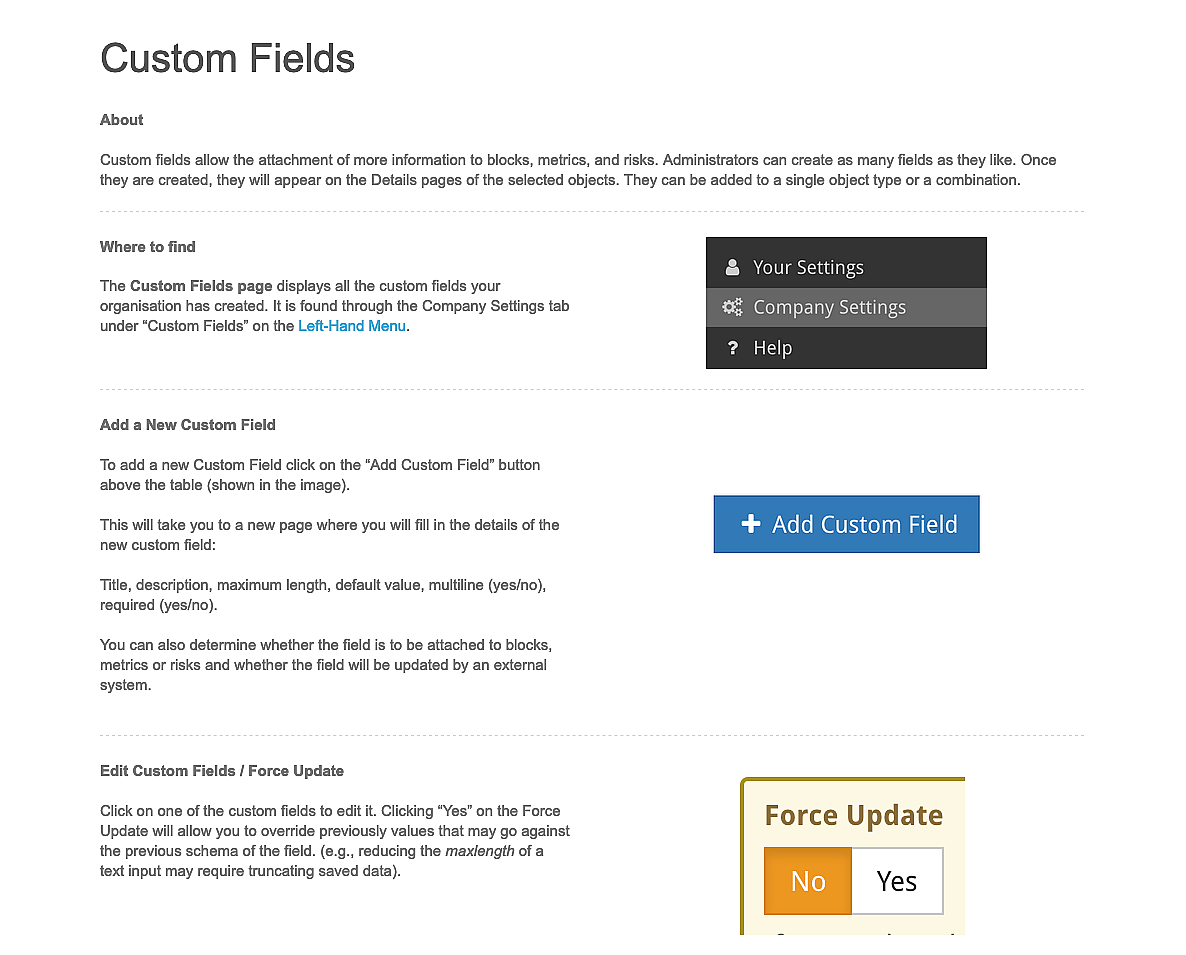 Custom Fields
About
Custom fields allow the attachment of more information to blocks, metrics, and risks. Administrators can create as many fields as they like. Once
they are created, they will appear on the Details pages of the selected objects. They can be added to a single object type or a combination.
Where to find
The Custom Fields page displays all the custom fields your
organisation has created. It is found through the Company Settings tab
under “Custom Fields” on the Left-Hand Menu.
Your Settings
Company Settings
? Help
Add a New Custom Field
To add a new Custom Field click on the “Add Custom Field” button
above the table (shown in the image).
This will take you to a new page where you will fill in the details of the
new custom field:
Title, description, maximum length, default value, multiline (yes/no),
required (yes/no).
You can also determine whether the field is to be attached to blocks,
metrics or risks and whether the field will be updated by an external
system.
+ Add Custom Field
Edit Custom Fields / Force Update
Click on one of the custom fields to edit it. Clicking “Yes” on the Force
Update will allow you to override previously values that may go against
the previous schema of the field. (e.g., reducing the maxlength of a
text input may require truncating saved data).
Force Update
No Yes